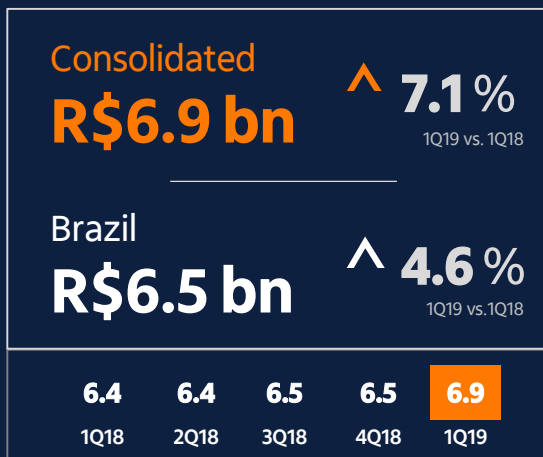 Consolidated
R$6.9 bn
7.1%
1Q19 vs. 1Q18
Brazil
R$6.5 bn
4.6%
1Q19 vs.1Q18
6.4 6.4 6.5 6.5 6.9
1Q18 2Q18 3Q18 4Q18 1Q19